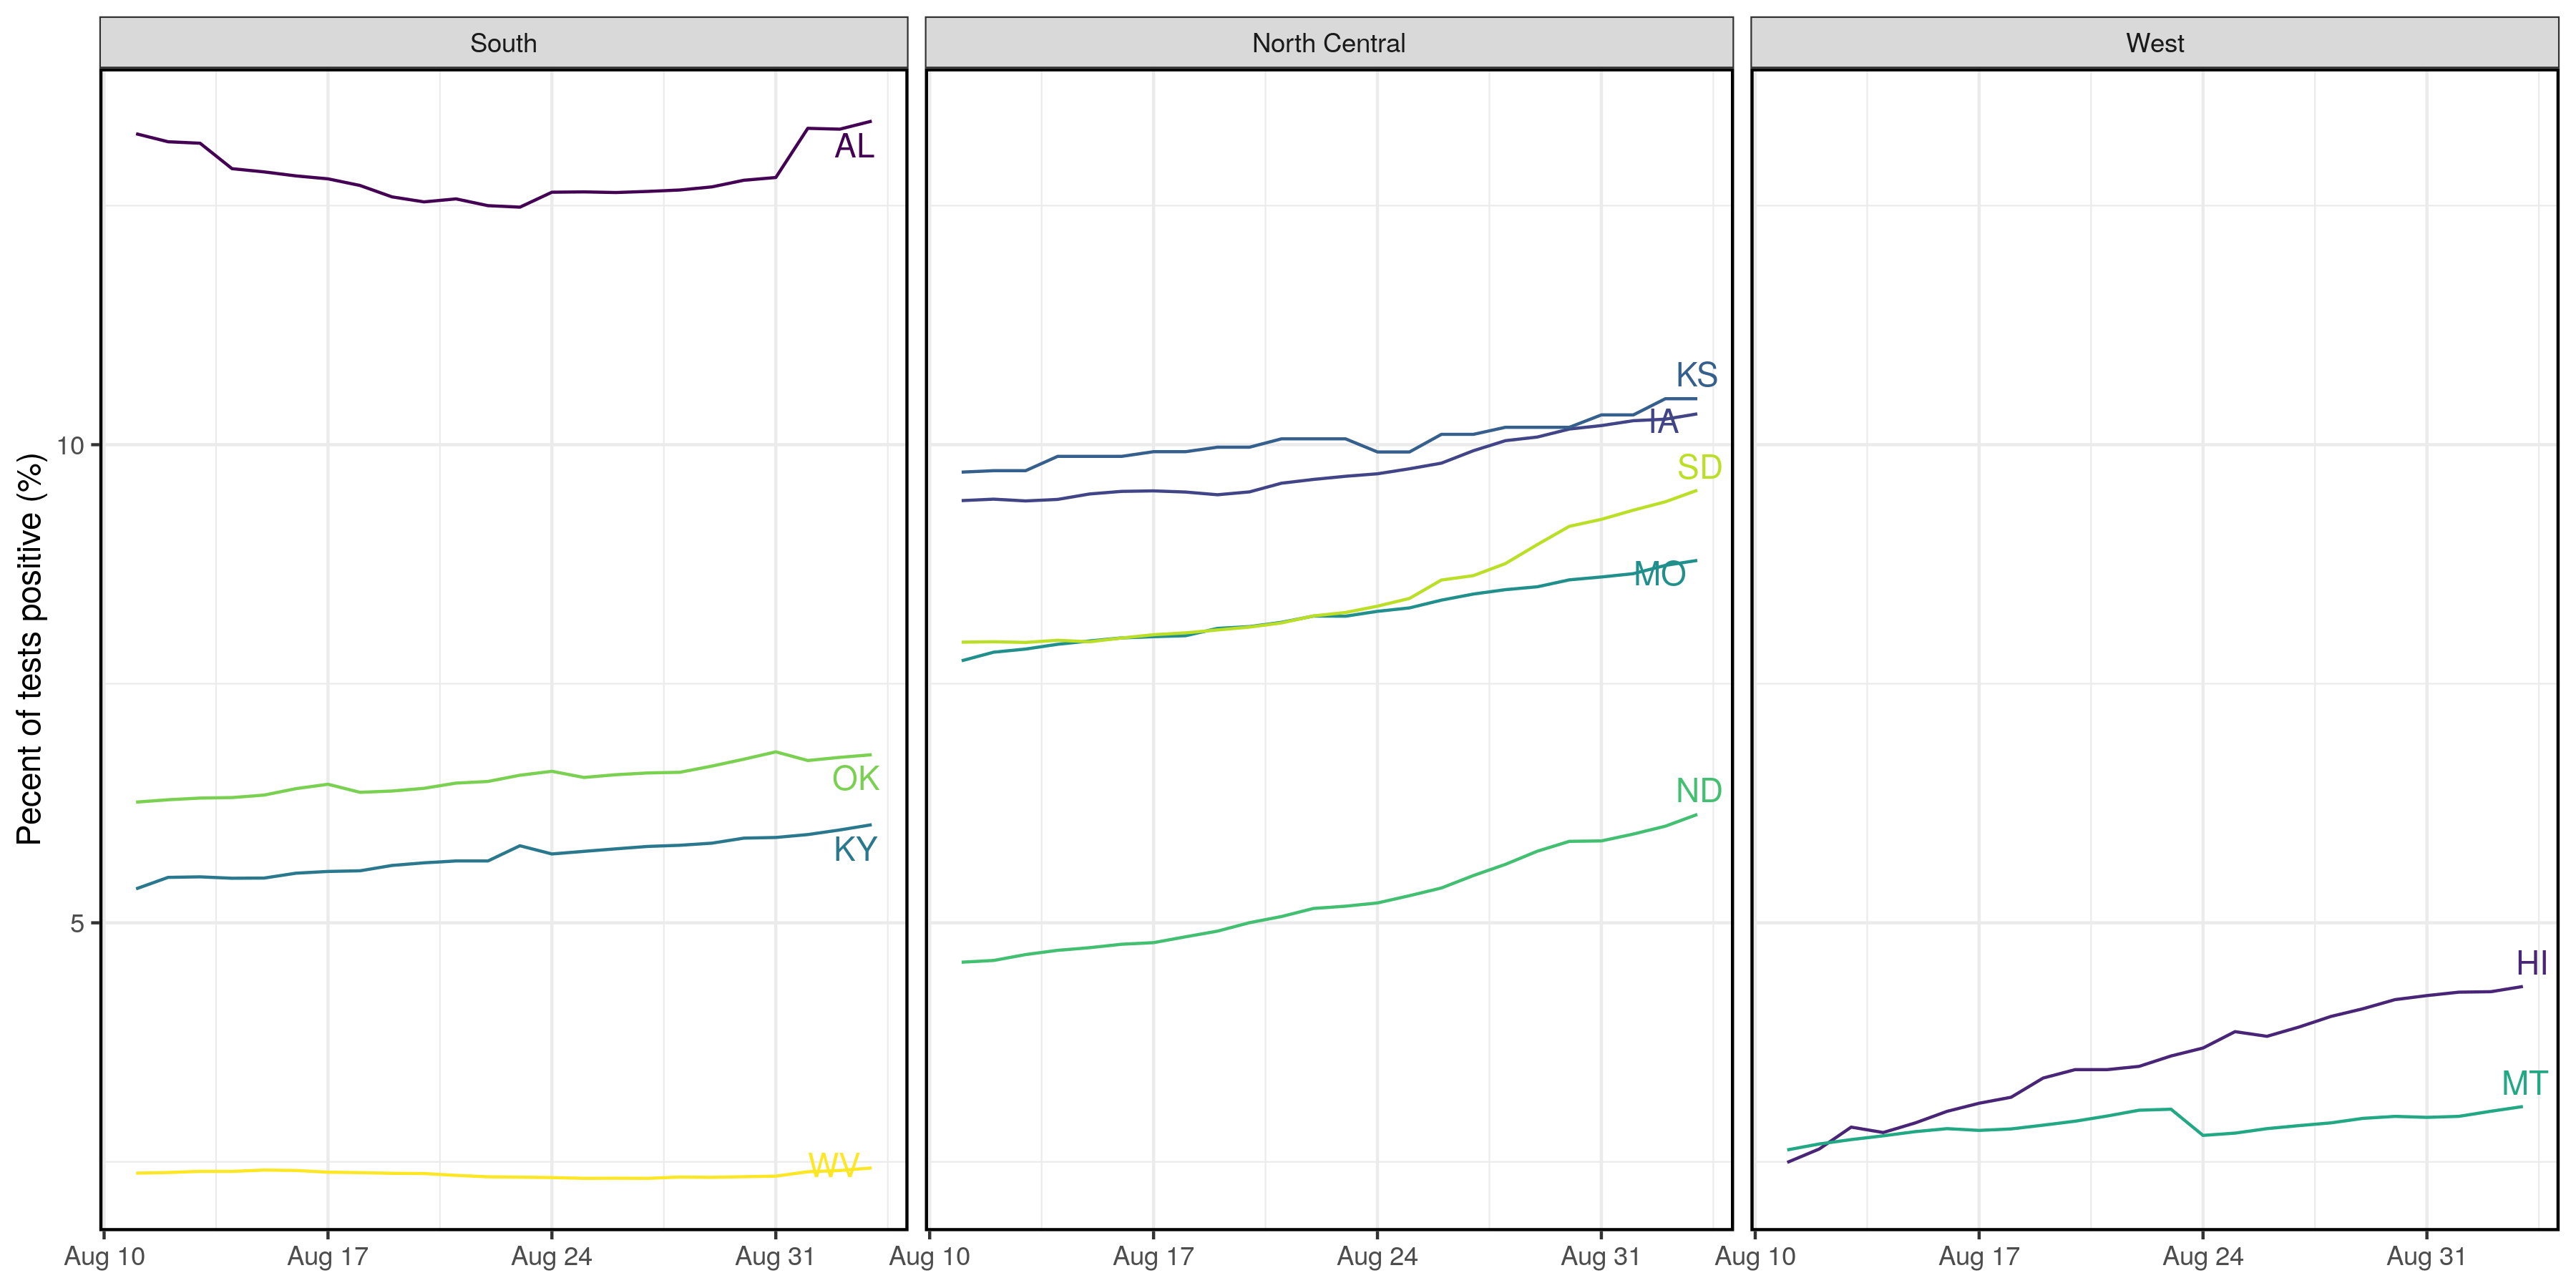 South
North Central
West
Pecent of tests positive (%)
10
5
AL
OK
KY
WV
KS
IA
SD
MO
ND
HI
MT
Aug 10
Aug 17
Aug 24
Aug 31
Aug 10
Aug 17
Aug 24
Aug 31
Aug 10
Aug 17
Aug 24
Aug 31